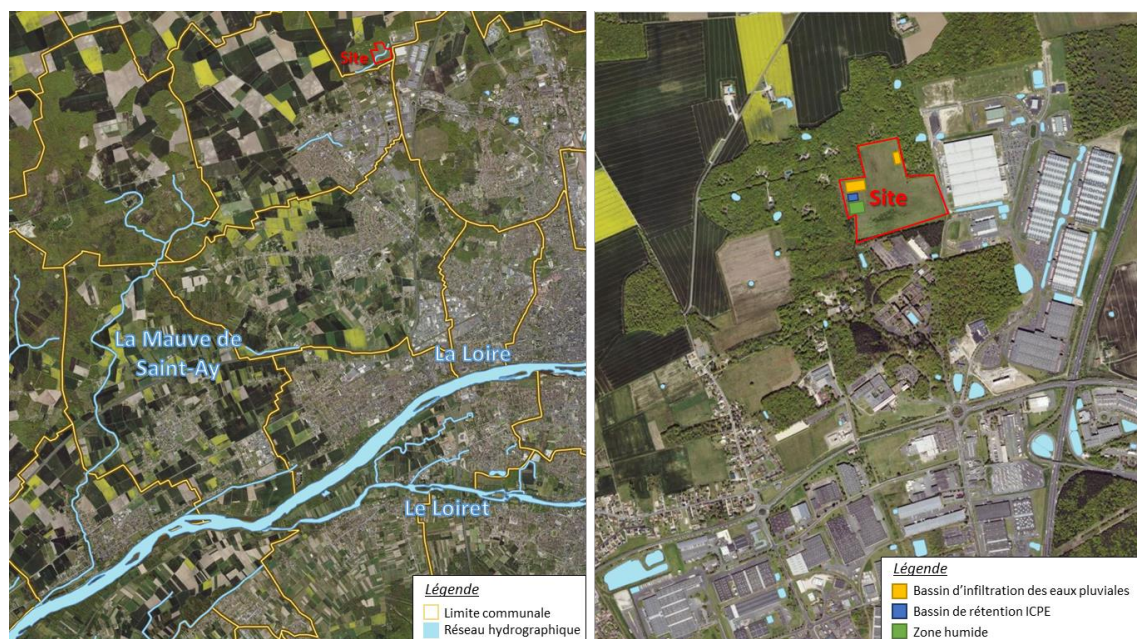 Site
La Mauve de
Saint-Ay
La Loire
Le Loiret
Légende
Limite communale
Réseau hydrographique
Site
Légende
Bassin d'infiltration des eaux pluviales
Bassin de rétention ICPE
Zone humide